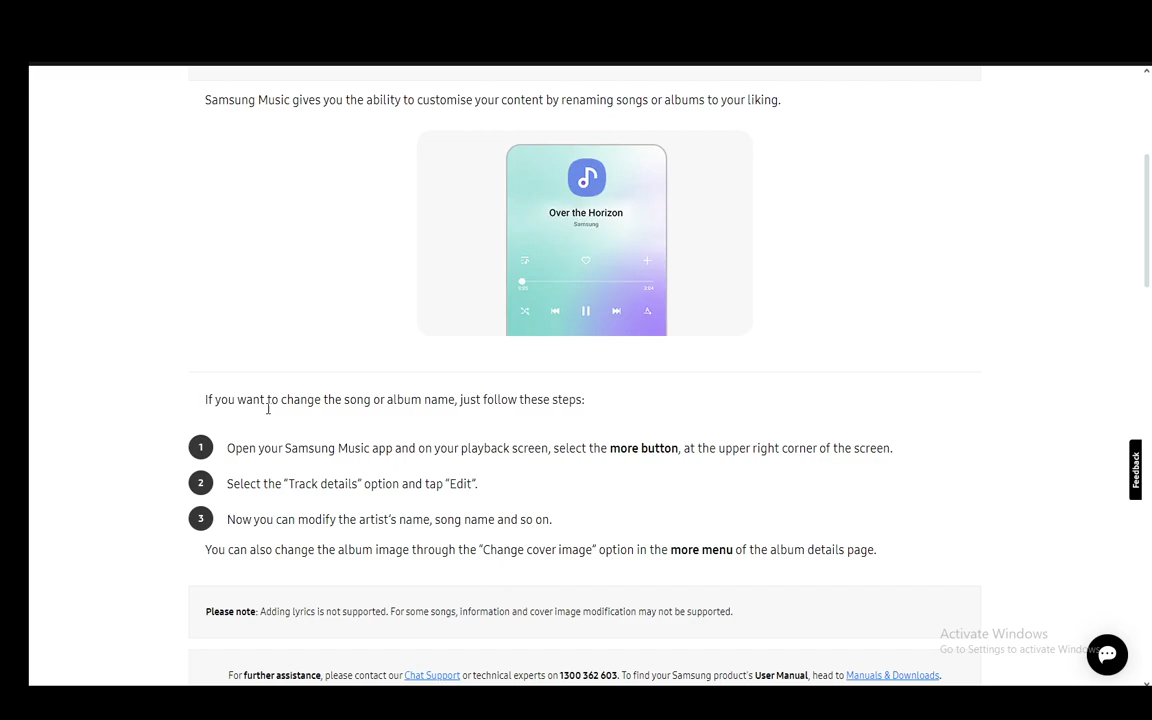 Samsung Music gives you the ability to customise your content by renaming songs or albums to your liking.
Over the Horizon
Samsung
0:05
3:04
If you want to change the song or album name, just follow these steps:
1 Open your Samsung Music app and on your playback screen, select the more button, at the upper right corner of the screen.
2 Select the “Track details” option and tap “Edit”.
3 Now you can modify the artist’s name, song name and so on.
You can also change the album image through the “Change cover image” option in the more menu of the album details page.
Feedback
Please note: Adding lyrics is not supported. For some songs, information and cover image modification may not be supported.
Activate Windows
Go to Settings to activate Windows.
For further assistance, please contact our Chat Support or technical experts on 1300 362 603. To find your Samsung product's User Manual, head to Manuals & Downloads.